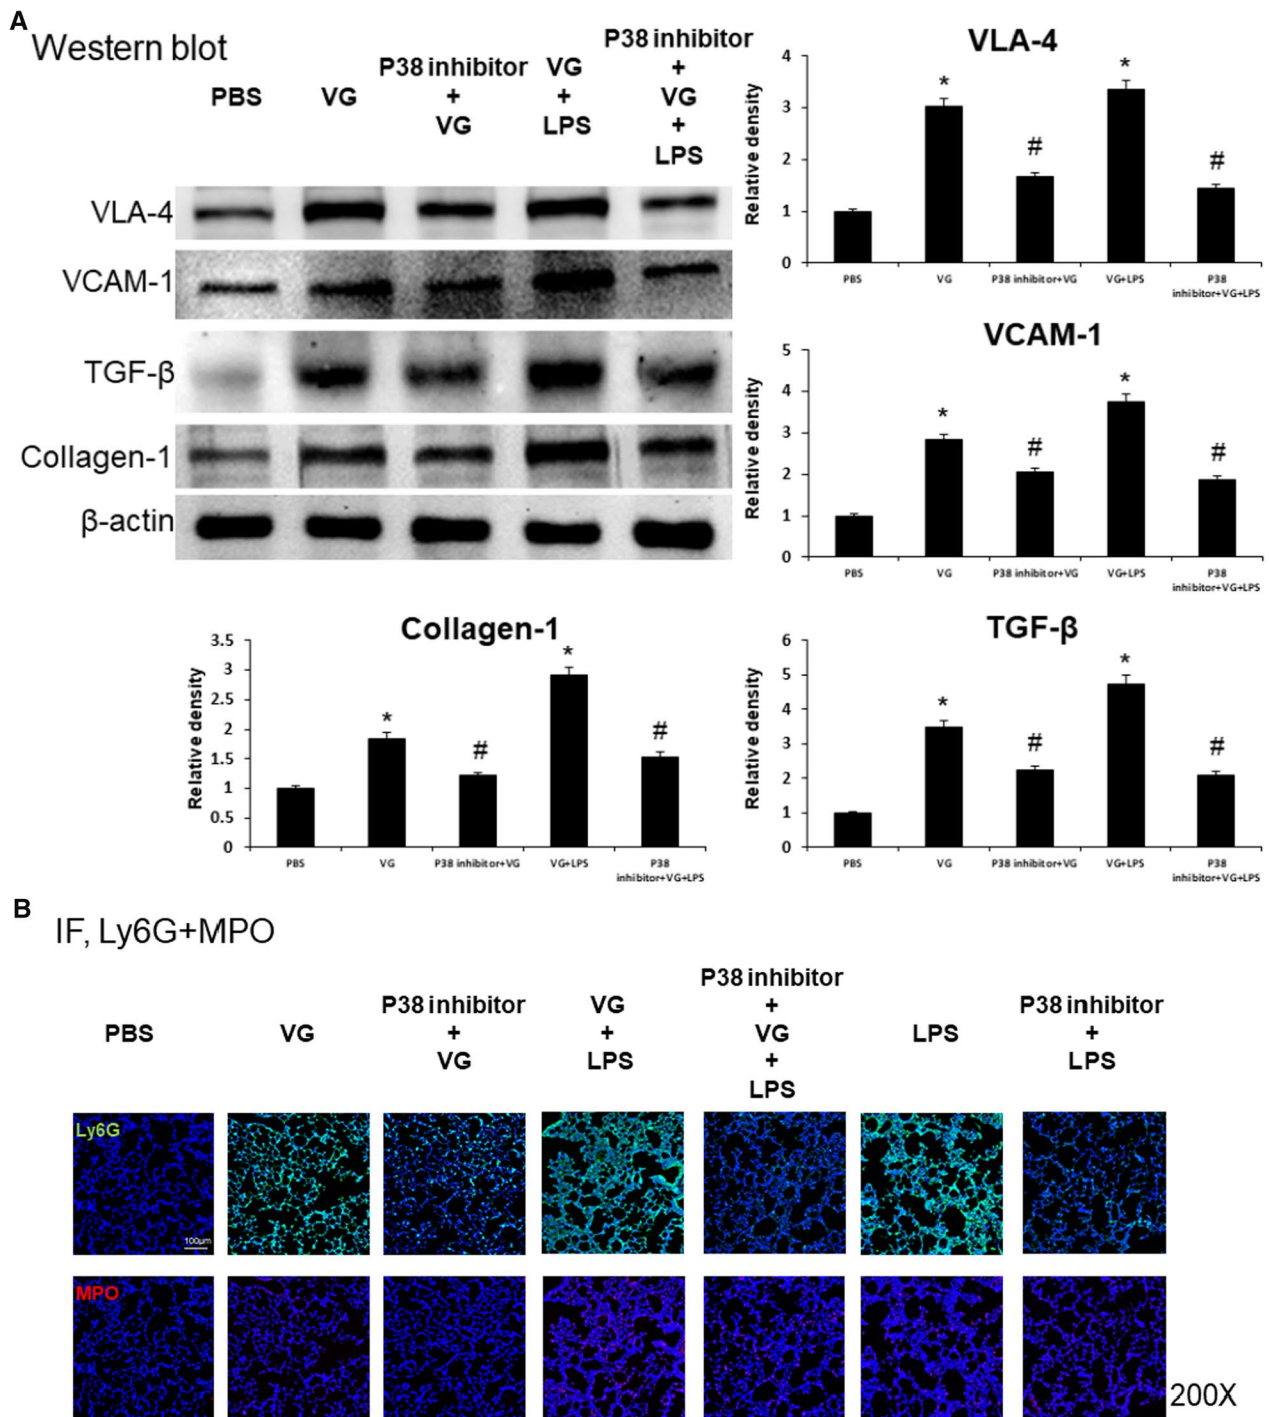 A
Western blot
PBS
VG
P38 inhibitor
+
VG
VG
+
LPS
P38 inhibitor
+
VG
+
LPS
VLA-4
VCAM-1
TGF-β
Collagen-1
β-actin
VLA-4
Relative density
4
3
2
1
0
PBS
VG
P38 inhibitor+VG
VG+LPS
P38
inhibitor+VG+LPS
*
#
*
#
VCAM-1
Relative density
5
4
3
2
1
0
PBS
VG
P38 inhibitor+VG
VG+LPS
P38
inhibitor+VG+LPS
*
#
*
#
Collagen-1
Relative density
3.5
3
2.5
2
1.5
1
0.5
0
PBS
VG
P38 inhibitor+VG
VG+LPS
P38
inhibitor+VG+LPS
*
#
*
#
TGF-β
Relative density
6
5
4
3
2
1
0
PBS
VG
P38 inhibitor+VG
VG+LPS
P38
inhibitor+VG+LPS
*
#
*
#
B
IF, Ly6G+MPO
PBS
VG
P38 inhibitor
+
VG
VG
+
LPS
P38 inhibitor
+
VG
+
LPS
LPS
P38 inhibitor
+
LPS
Ly6G
100μm
MPO
200X